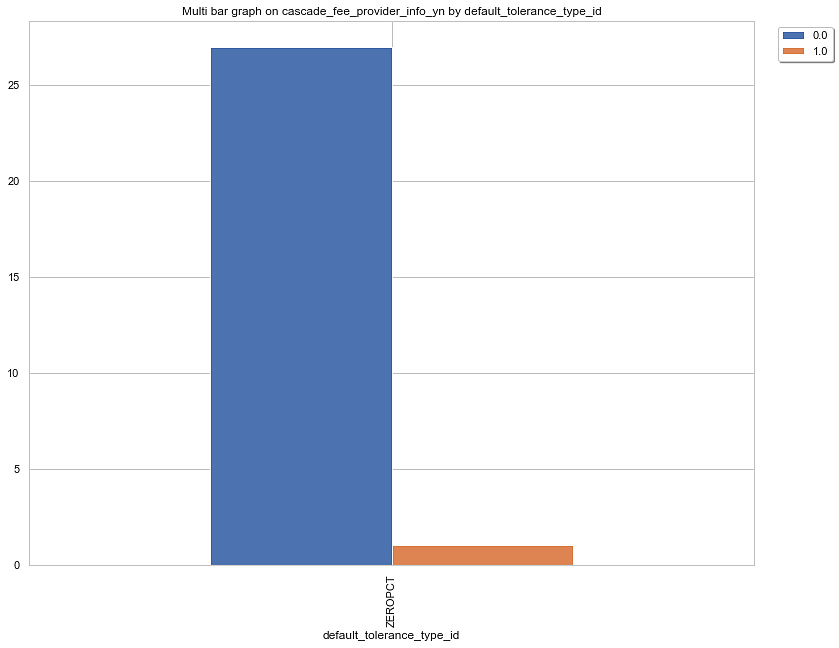 Multi bar graph on cascade_fee_provider_info_yn by default_tolerance_type_id
0.0
1.0
25
20
15
10
5
0
ZEROPCT
default_tolerance_type_id